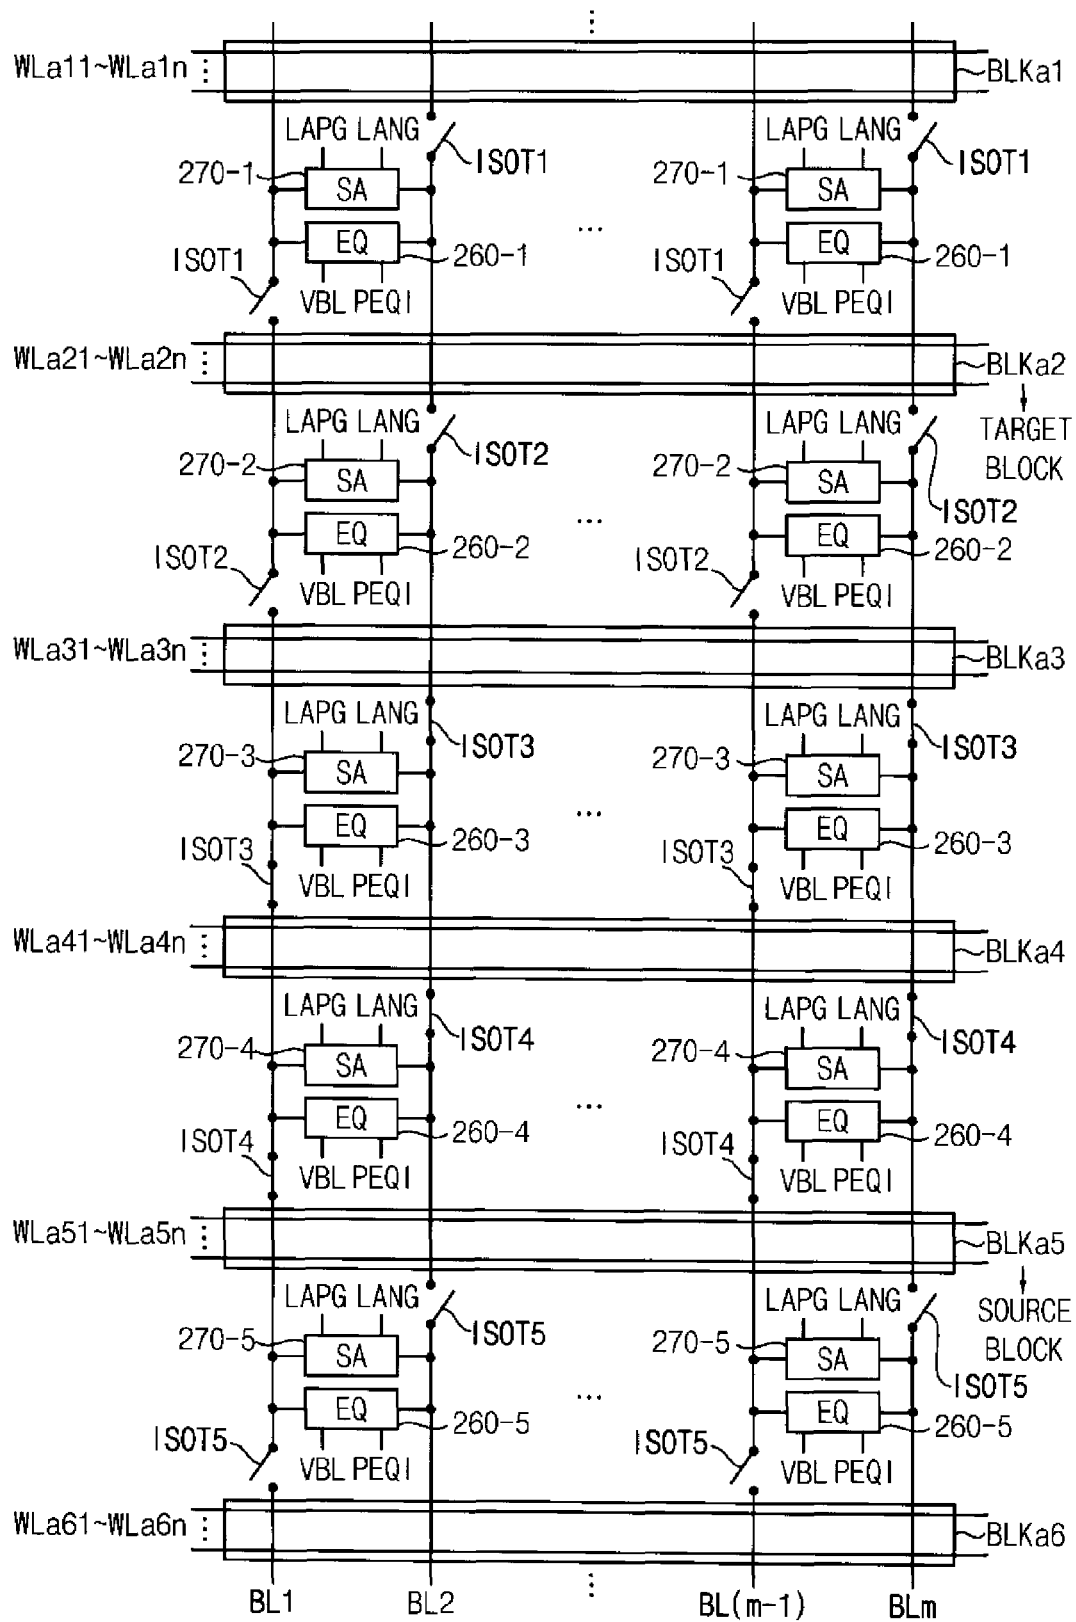 WLa11~WLa1n
BLKa1
LAPG LANG
ISOT1
LAPG LANG
ISOT1
270-1
SA
270-1
SA
ISOT1
EQ
260-1
ISOT1
EQ
260-1
VBL PEQI
VBL PEQI
WLa21~WLa2n
BLKa2
TARGET
BLOCK
LAPG LANG
ISOT2
LAPG LANG
ISOT2
270-2
SA
270-2
SA
ISOT2
EQ
260-2
ISOT2
EQ
260-2
VBL PEQI
VBL PEQI
WLa31~WLa3n
BLKa3
LAPG LANG
ISOT3
LAPG LANG
ISOT3
270-3
SA
270-3
SA
ISOT3
EQ
260-3
ISOT3
EQ
260-3
VBL PEQI
VBL PEQI
WLa41~WLa4n
BLKa4
LAPG LANG
ISOT4
LAPG LANG
ISOT4
270-4
SA
270-4
SA
ISOT4
EQ
260-4
ISOT4
EQ
260-4
VBL PEQI
VBL PEQI
WLa51~WLa5n
BLKa5
SOURCE
BLOCK
LAPG LANG
ISOT5
LAPG LANG
ISOT5
270-5
SA
270-5
SA
ISOT5
EQ
260-5
ISOT5
EQ
260-5
VBL PEQI
VBL PEQI
WLa61~WLa6n
BLKa6
BL1
BL2
BL(m-1)
BLm